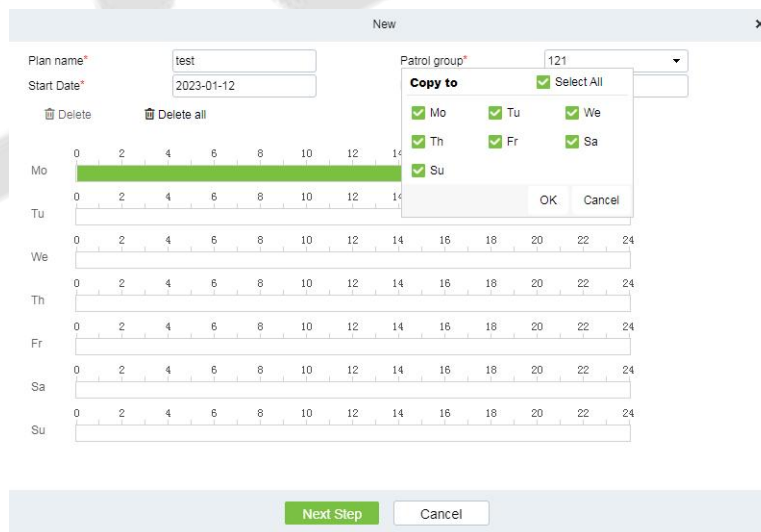 New
×
Plan name* test Patrol group* 121
Start Date* 2023-01-12
Copy to Select All
Delete Delete all
Mo Tu We
Th Fr Sa
Su
OK Cancel
0 2 4 6 8 10 12 14
Mo
0 2 4 6 8 10 12 14
Tu
0 2 4 6 8 10 12 14 16 18 20 22 24
We
0 2 4 6 8 10 12 14 16 18 20 22 24
Th
0 2 4 6 8 10 12 14 16 18 20 22 24
Fr
0 2 4 6 8 10 12 14 16 18 20 22 24
Sa
0 2 4 6 8 10 12 14 16 18 20 22 24
Su
Next Step Cancel